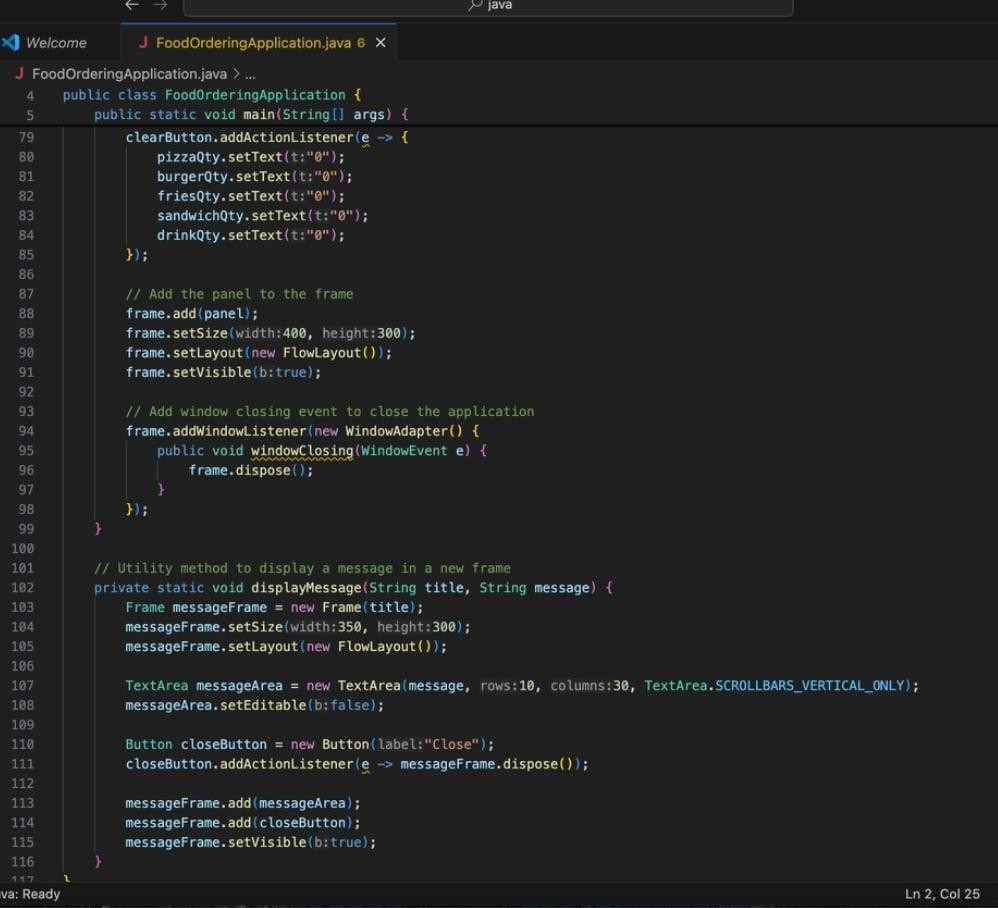 java
Welcome
J FoodOrderingApplication.java 6 ×
J FoodOrderingApplication.java > ...
4 public class FoodOrderingApplication {
5     public static void main(String[] args) {
79         clearButton.addActionListener(e -> {
80             pizzaQty.setText(t:"0");
81             burgerQty.setText(t:"0");
82             friesQty.setText(t:"0");
83             sandwichQty.setText(t:"0");
84             drinkQty.setText(t:"0");
85         });
86
87         // Add the panel to the frame
88         frame.add(panel);
89         frame.setSize(width:400, height:300);
90         frame.setLayout(new FlowLayout());
91         frame.setVisible(b:true);
92
93         // Add window closing event to close the application
94         frame.addWindowListener(new WindowAdapter() {
95             public void windowClosing(WindowEvent e) {
96                 frame.dispose();
97             }
98         });
99     }
100
101     // Utility method to display a message in a new frame
102     private static void displayMessage(String title, String message) {
103         Frame messageFrame = new Frame(title);
104         messageFrame.setSize(width:350, height:300);
105         messageFrame.setLayout(new FlowLayout());
106
107         TextArea messageArea = new TextArea(message, rows:10, columns:30, TextArea.SCROLLBARS_VERTICAL_ONLY);
108         messageArea.setEditable(b:false);
109
110         Button closeButton = new Button(label:"Close");
111         closeButton.addActionListener(e -> messageFrame.dispose());
112
113         messageFrame.add(messageArea);
114         messageFrame.add(closeButton);
115         messageFrame.setVisible(b:true);
116     }
117 }
va: Ready Ln 2, Col 25